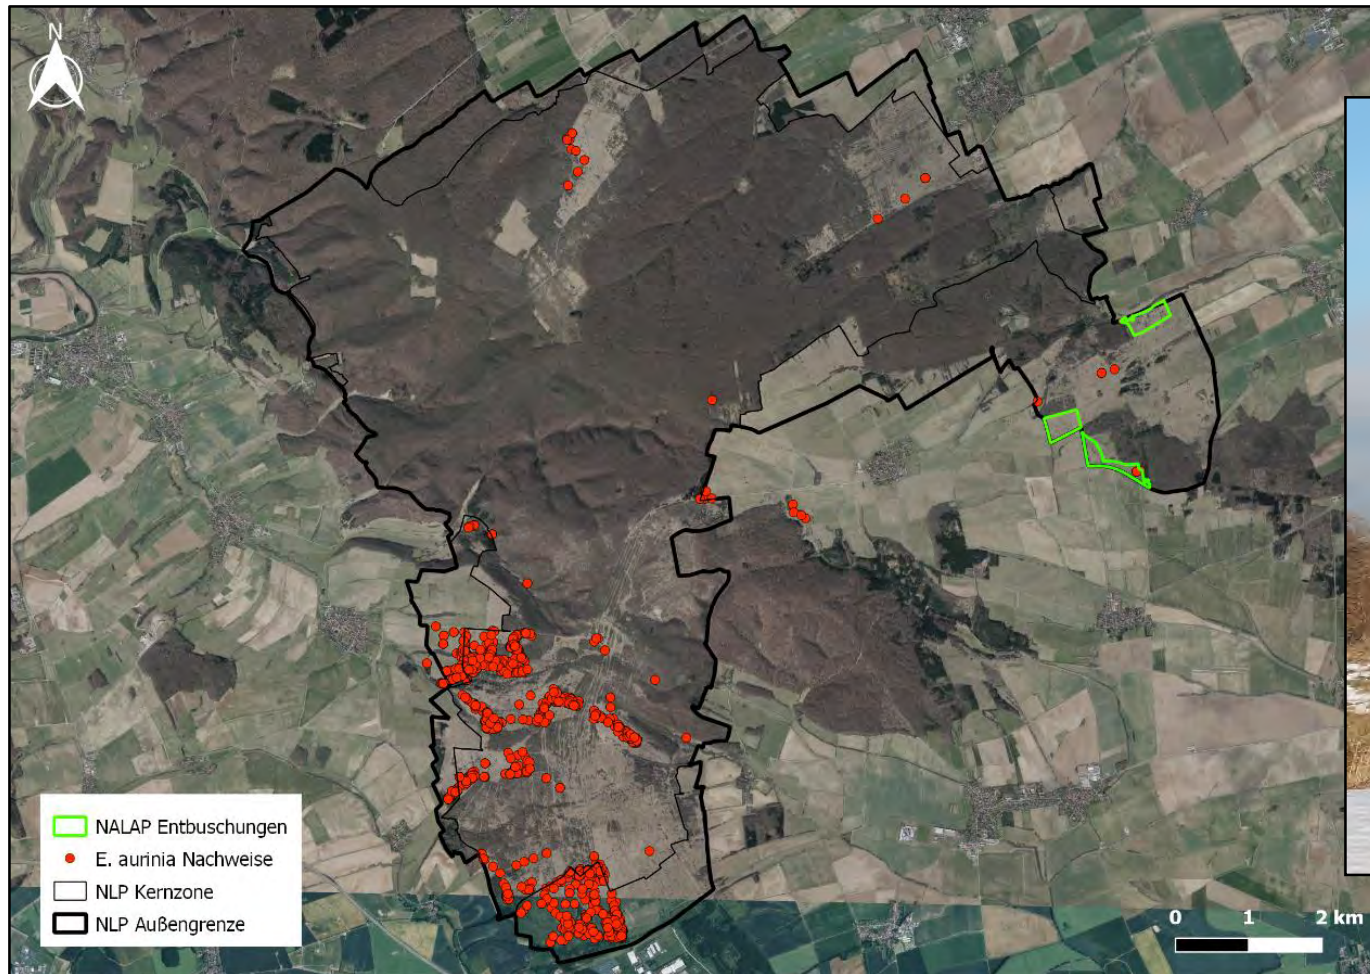 N
NALAP Entbuschungen
E. aurinia Nachweise
NLP Kernzone
NLP Außengrenze
0 1 2 km